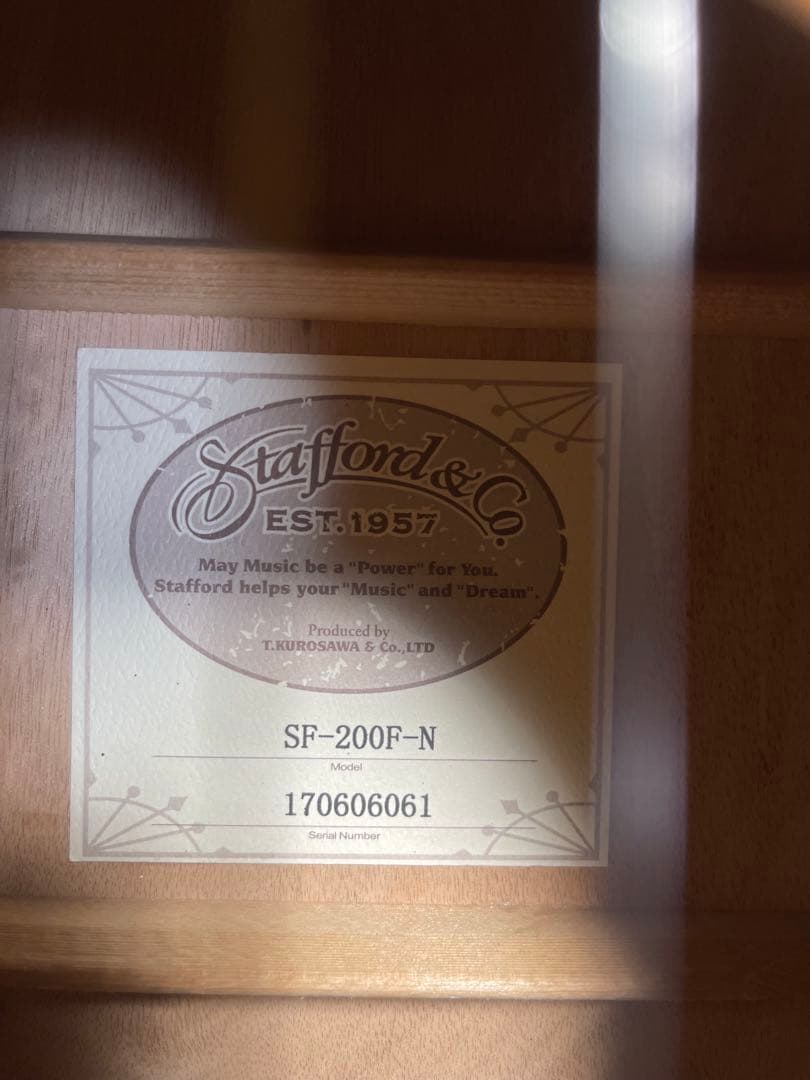 Stafford & Co.
EST. 1957
May Music be a "Power" for You.
Stafford helps your "Music" and "Dream".
Produced by
T.KUROSAWA & Co.,LTD
SF-200F-N
Model
170606061
Serial Number